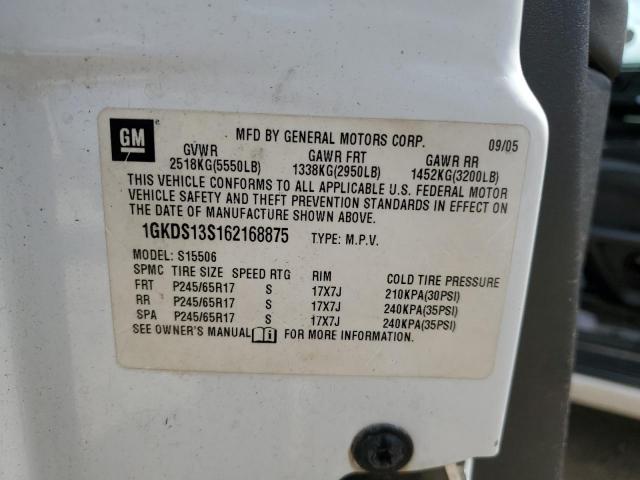 GM
MFD BY GENERAL MOTORS CORP. 09/05
GVWR GAWR FRT GAWR RR
2518KG(5550LB) 1338KG(2950LB) 1452KG(3200LB)
THIS VEHICLE CONFORMS TO ALL APPLICABLE U.S. FEDERAL MOTOR
VEHICLE SAFETY AND THEFT PREVENTION STANDARDS IN EFFECT ON
THE DATE OF MANUFACTURE SHOWN ABOVE.
1GKDS13S162168875 TYPE: M.P.V.
MODEL: S15506
SPMC TIRE SIZE SPEED RTG RIM COLD TIRE PRESSURE
FRT P245/65R17 S 17X7J 210KPA(30PSI)
RR P245/65R17 S 17X7J 240KPA(35PSI)
SPA P245/65R17 S 17X7J 240KPA(35PSI)
SEE OWNER'S MANUAL FOR MORE INFORMATION.